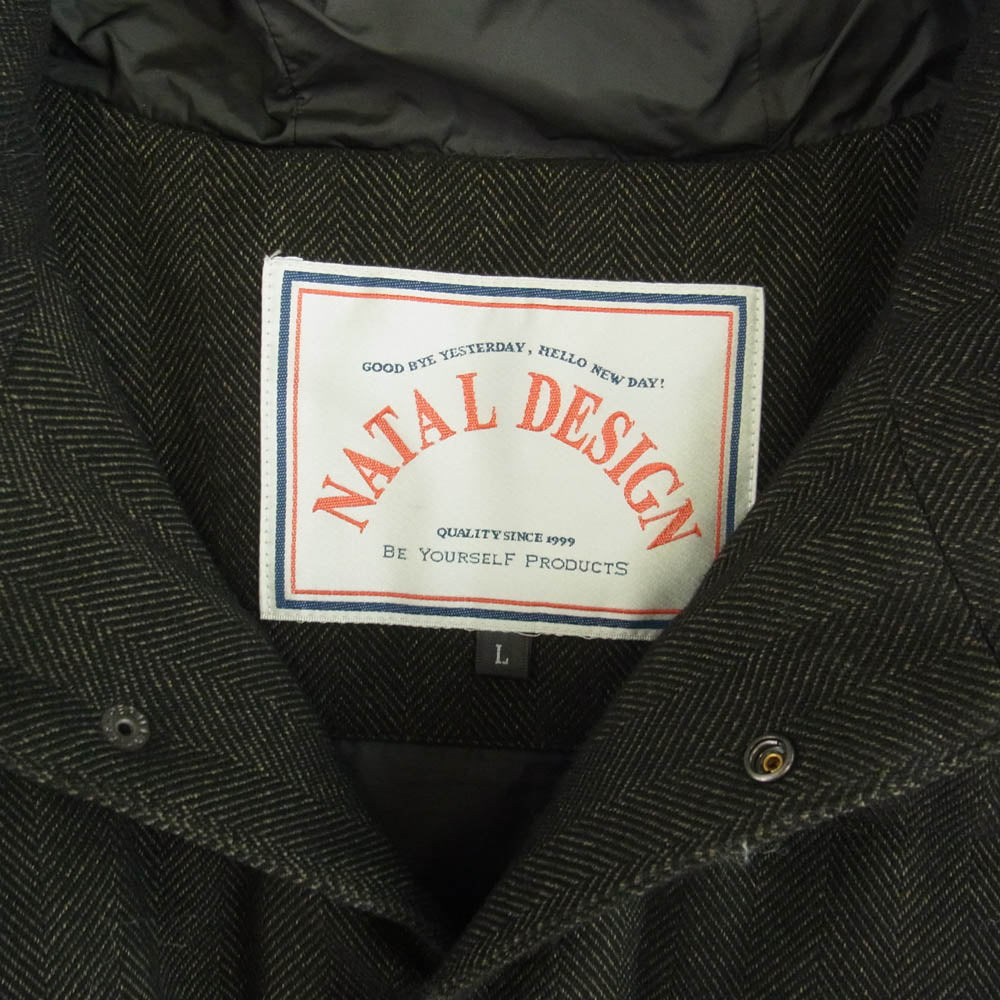 GOOD BYE YESTERDAY, HELLO NEW DAY!
NATAL DESIGN
QUALITY SINCE 1999
BE YOURSELF PRODUCTS
L